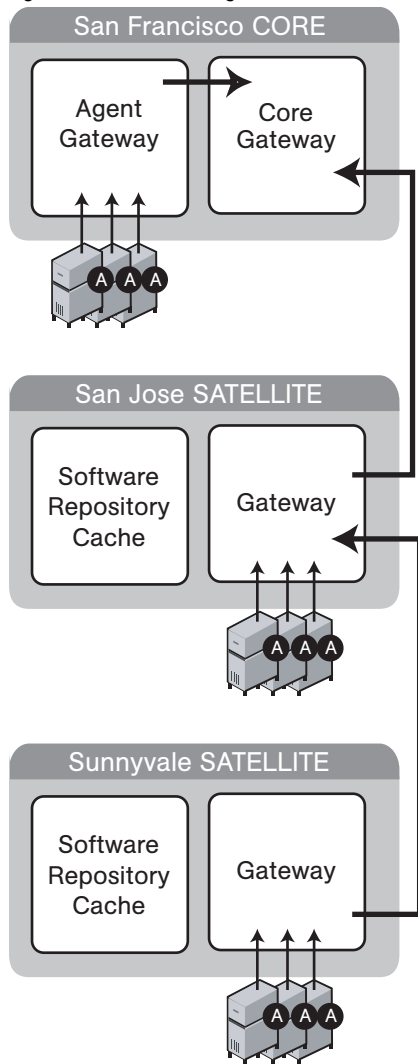 San Francisco CORE
Agent
Gateway
Core
Gateway
A A A
San Jose SATELLITE
Software
Repository
Cache
Gateway
A A A
Sunnyvale SATELLITE
Software
Repository
Cache
Gateway
A A A